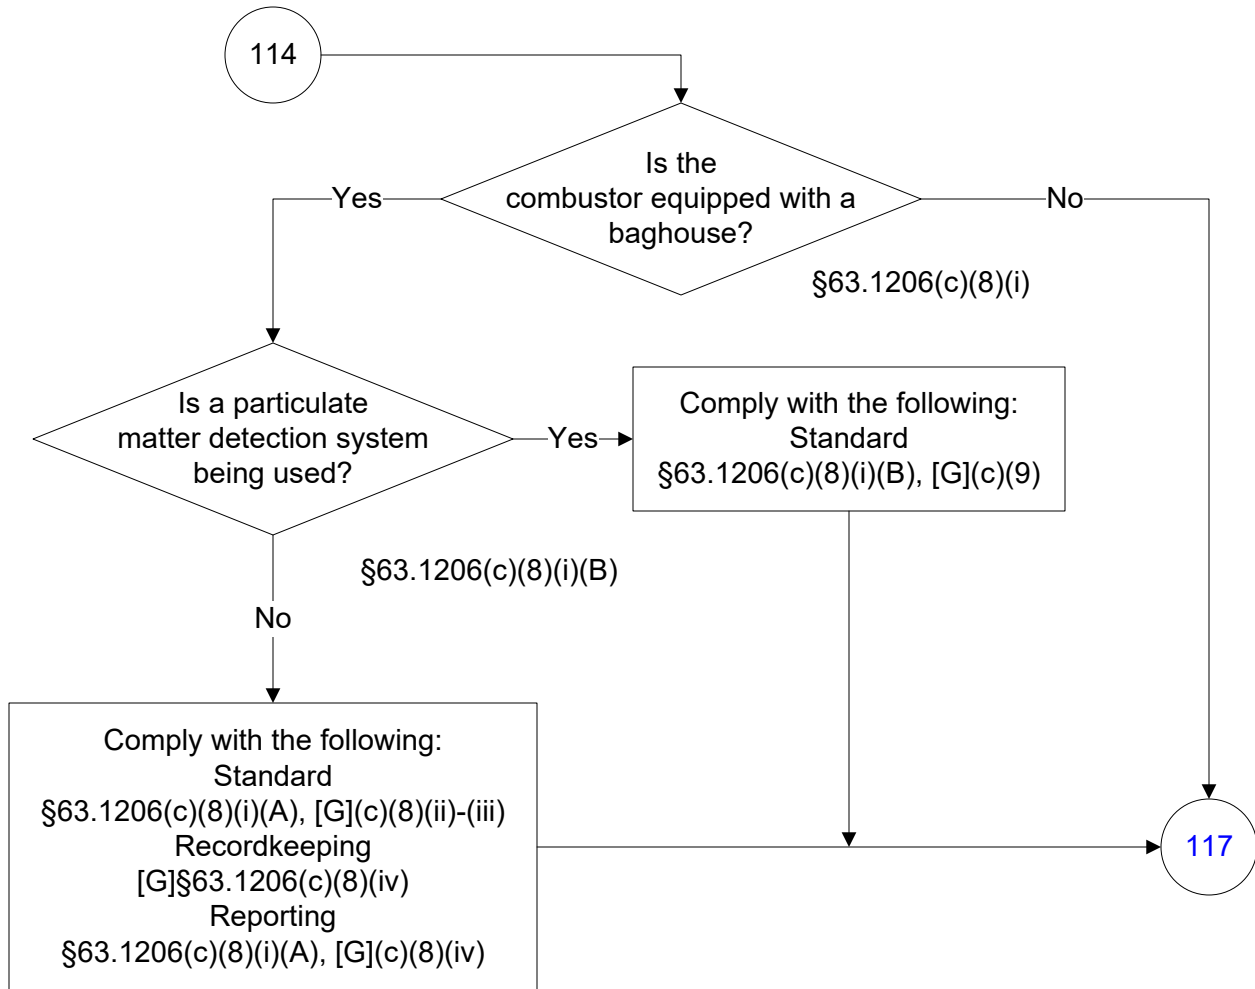 114
Is the
combustor equipped with a
baghouse?
Yes
No
§63.1206(c)(8)(i)
Is a particulate
matter detection system
being used?
Yes
Comply with the following:
Standard
§63.1206(c)(8)(i)(B), [G](c)(9)
§63.1206(c)(8)(i)(B)
No
Comply with the following:
Standard
§63.1206(c)(8)(i)(A), [G](c)(8)(ii)-(iii)
Recordkeeping
[G]§63.1206(c)(8)(iv)
Reporting
§63.1206(c)(8)(i)(A), [G](c)(8)(iv)
117